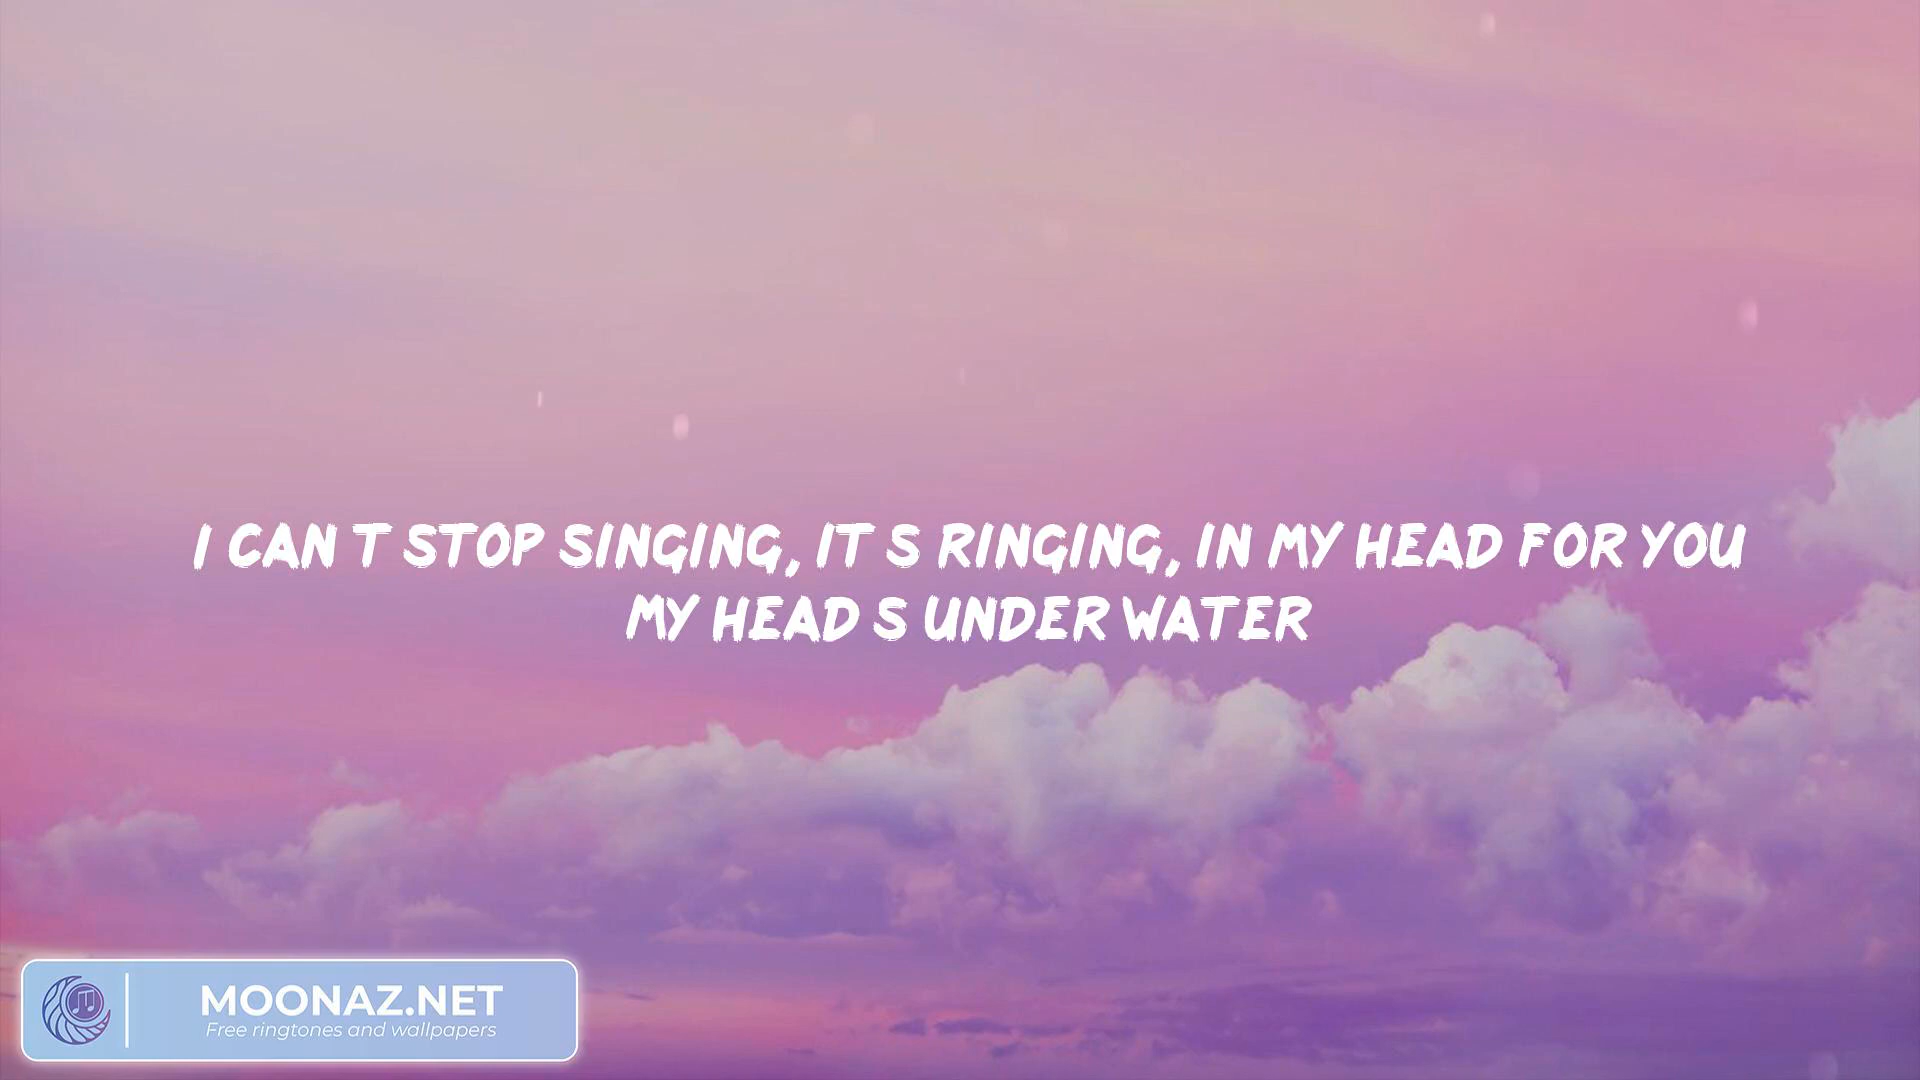 I CAN T STOP SINGING, IT S RINGING, IN MY HEAD FOR YOU
MY HEAD S UNDER WATER
MOONAZ.NET
Free ringtones and wallpapers